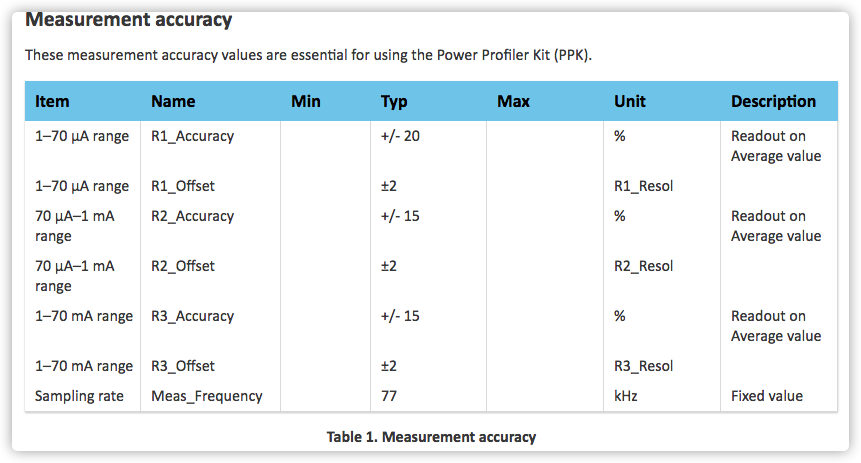 Measurement accuracy
These measurement accuracy values are essential for using the Power Profiler Kit (PPK).
Item Name Min Typ Max Unit Description
1–70 µA range R1_Accuracy +/- 20 % Readout on
Average value
1–70 µA range R1_Offset ±2 R1_Resol
70 µA–1 mA R2_Accuracy +/- 15 % Readout on
range Average value
70 µA–1 mA R2_Offset ±2 R2_Resol
range
1–70 mA range R3_Accuracy +/- 15 % Readout on
Average value
1–70 mA range R3_Offset ±2 R3_Resol
Sampling rate Meas_Frequency 77 kHz Fixed value
Table 1. Measurement accuracy